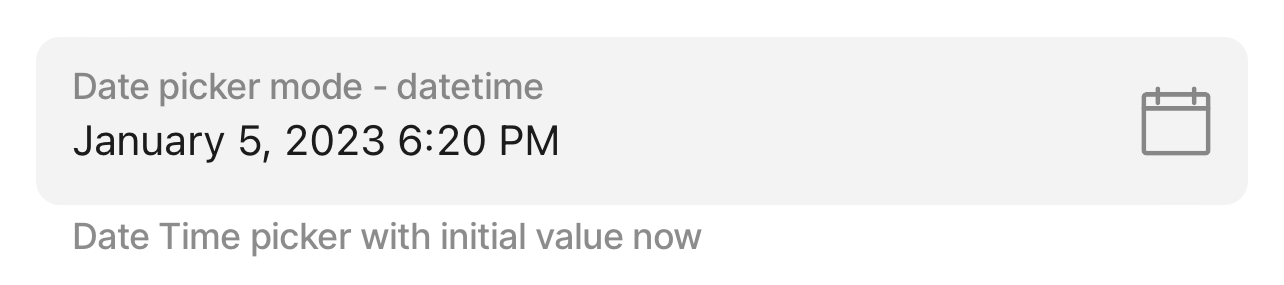 Date picker mode - datetime
January 5, 2023 6:20 PM
Date Time picker with initial value now